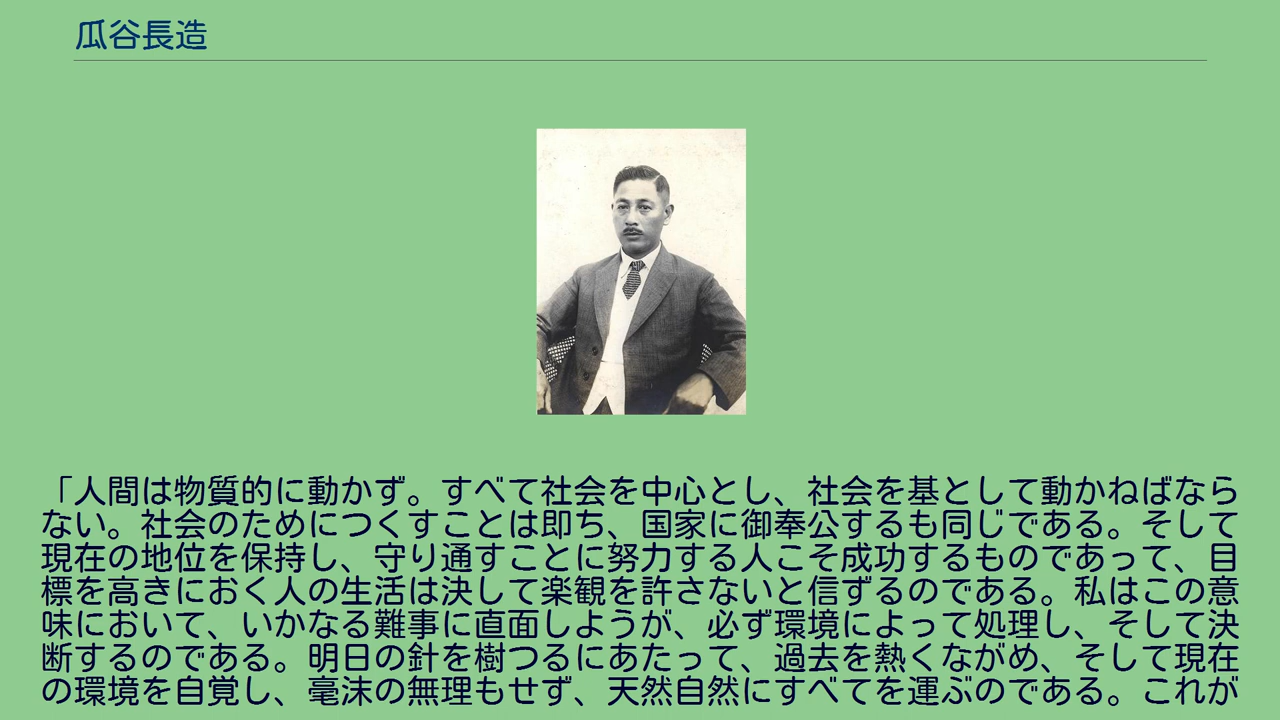 瓜谷長造
「人間は物質的に動かず。すべて社会を中心とし、社会を基として動かねばなら
ない。社会のためにつくすことは即ち、国家に御奉公するも同じである。そして
現在の地位を保持し、守り通すことに努力する人こそ成功するものであって、目
標を高きにおく人の生活は決して楽観を許さないと信ずるのである。私はこの意
味において、いかなる難事に直面しようが、必ず環境によって処理し、そして決
断するのである。明日の針を樹つるにあたって、過去を熱くながめ、そして現在
の環境を自覚し、毫沫の無理もせず、天然自然にすべてを運ぶのである。これが